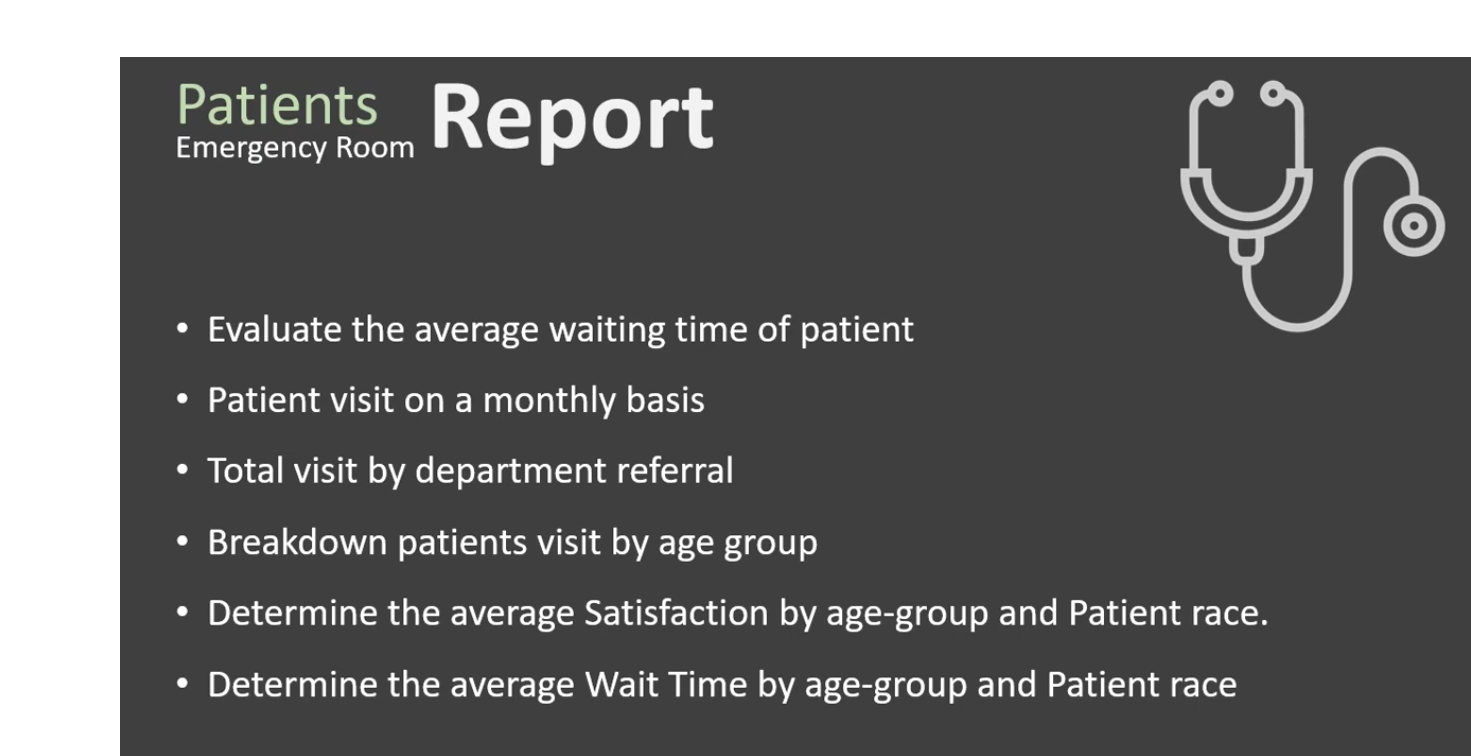 Patients
Emergency Room
Report
• Evaluate the average waiting time of patient
• Patient visit on a monthly basis
• Total visit by department referral
• Breakdown patients visit by age group
• Determine the average Satisfaction by age-group and Patient race.
• Determine the average Wait Time by age-group and Patient race